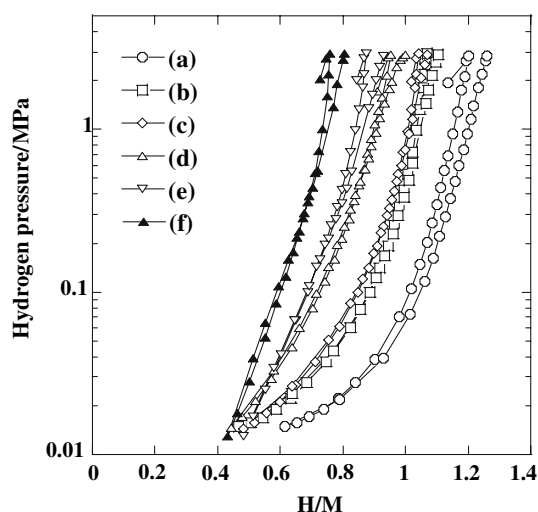 (a)
(b)
(c)
(d)
(e)
(f)
1
0.1
0.01
Hydrogen pressure/MPa
0 0.2 0.4 0.6 0.8 1 1.2 1.4
H/M